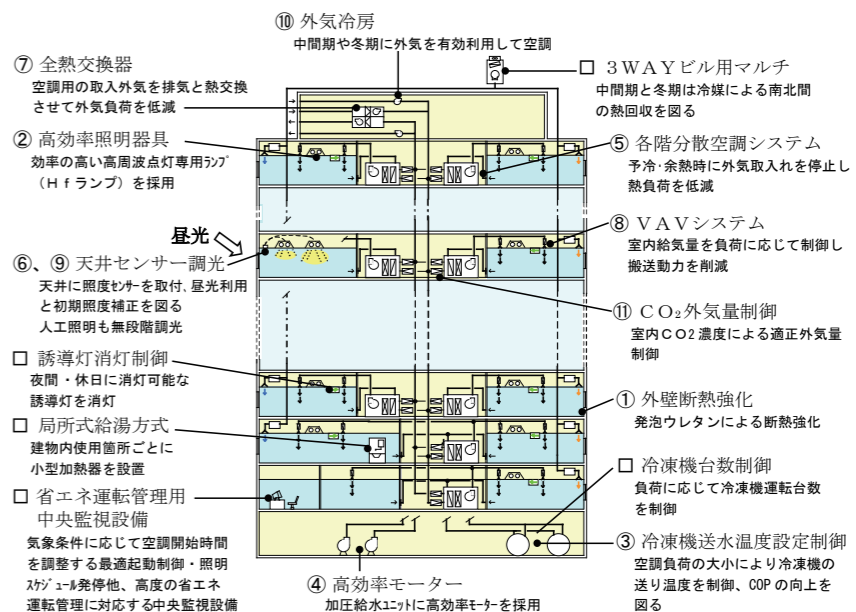 ⑩ 外気冷房
中間期や冬期に外気を有効利用して空調
⑦ 全熱交換器
空調用の取入外気を排気と熱交換
させて外気負荷を低減
② 高効率照明器具
効率の高い高周波点灯専用ﾗﾝﾌﾟ
（Ｈｆランプ）を採用
昼光
⑥、⑨ 天井センサー調光
天井に照度ｾﾝｻｰを取付､昼光利用
と初期照度補正を図る
人工照明も無段階調光
□ 誘導灯消灯制御
夜間・休日に消灯可能な
誘導灯を消灯
□ 局所式給湯方式
建物内使用箇所ごとに
小型加熱器を設置
□ 省エネ運転管理用
中央監視設備
気象条件に応じて空調開始時間
を調整する最適起動制御・照明
ｽｹｼﾞｭｰﾙ発停他、高度の省エネ
運転管理に対応する中央監視設備
□ ３ＷＡＹビル用マルチ
中間期と冬期は冷媒による南北間
の熱回収を図る
⑤ 各階分散空調システム
予冷･余熱時に外気取入れを停止し
熱負荷を低減
⑧ ＶＡＶシステム
室内給気量を負荷に応じて制御し
搬送動力を削減
⑪ ＣＯ₂外気量制御
室内ＣＯ２濃度による適正外気量
制御
① 外壁断熱強化
発泡ウレタンによる断熱強化
□ 冷凍機台数制御
負荷に応じて冷凍機運転台数
を制御
③ 冷凍機送水温度設定制御
空調負荷の大小により冷凍機の
送り温度を制御、COP の向上を
図る
④ 高効率モーター
加圧給水ﾕﾆｯﾄに高効率ﾓｰﾀｰを採用